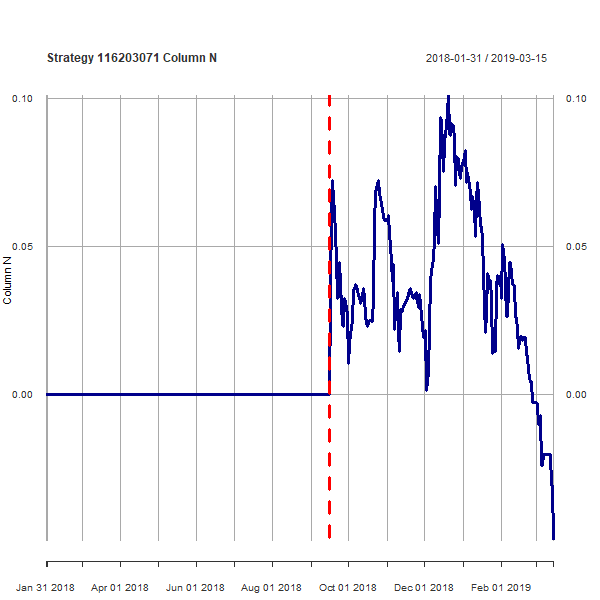 Strategy 116203071 Column N 2018-01-31 / 2019-03-15
0.10 0.10
0.05 0.05
Column N
0.00 0.00
Jan 31 2018 Apr 01 2018 Jun 01 2018 Aug 01 2018 Oct 01 2018 Dec 01 2018 Feb 01 2019